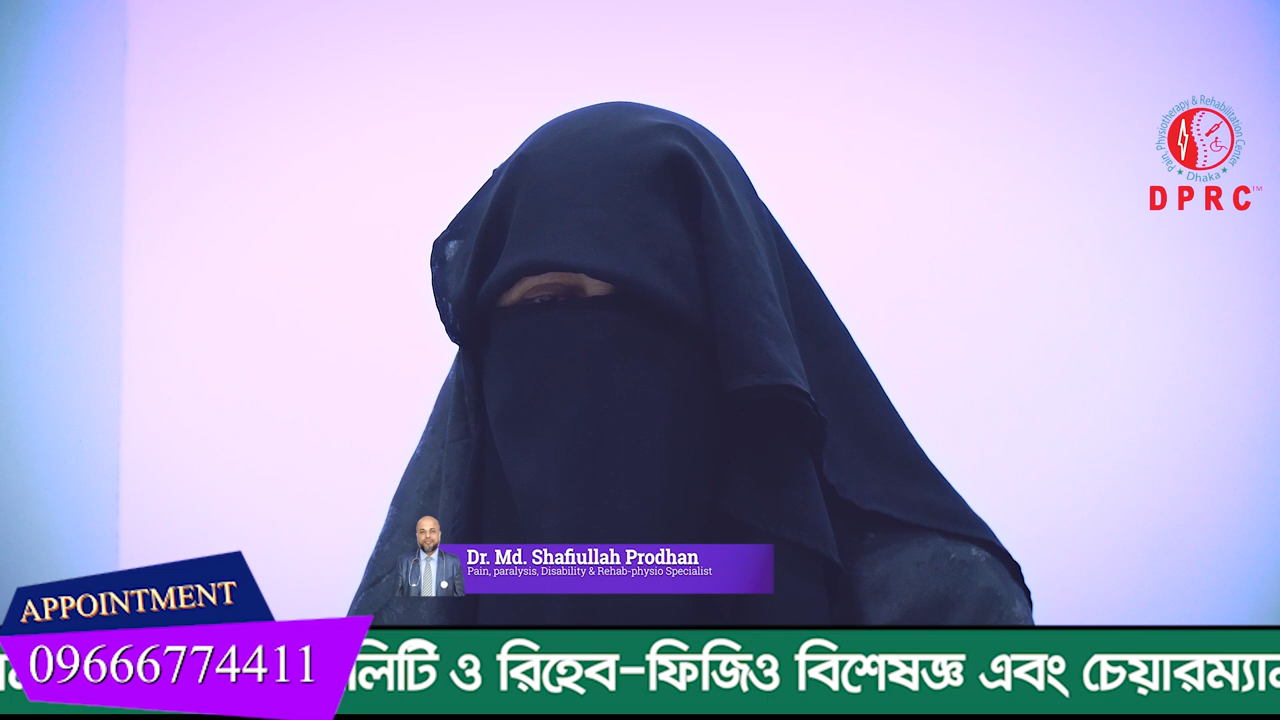 Pain Physiotherapy & Rehabilitation Center
Dhaka
DPRC™
Dr. Md. Shafiullah Prodhan
Pain, paralysis, Disability & Rehab-physio Specialist
APPOINTMENT
09666774411
লিটি ও রিহেব-ফিজিও বিশেষজ্ঞ এবং চেয়ারম্যান